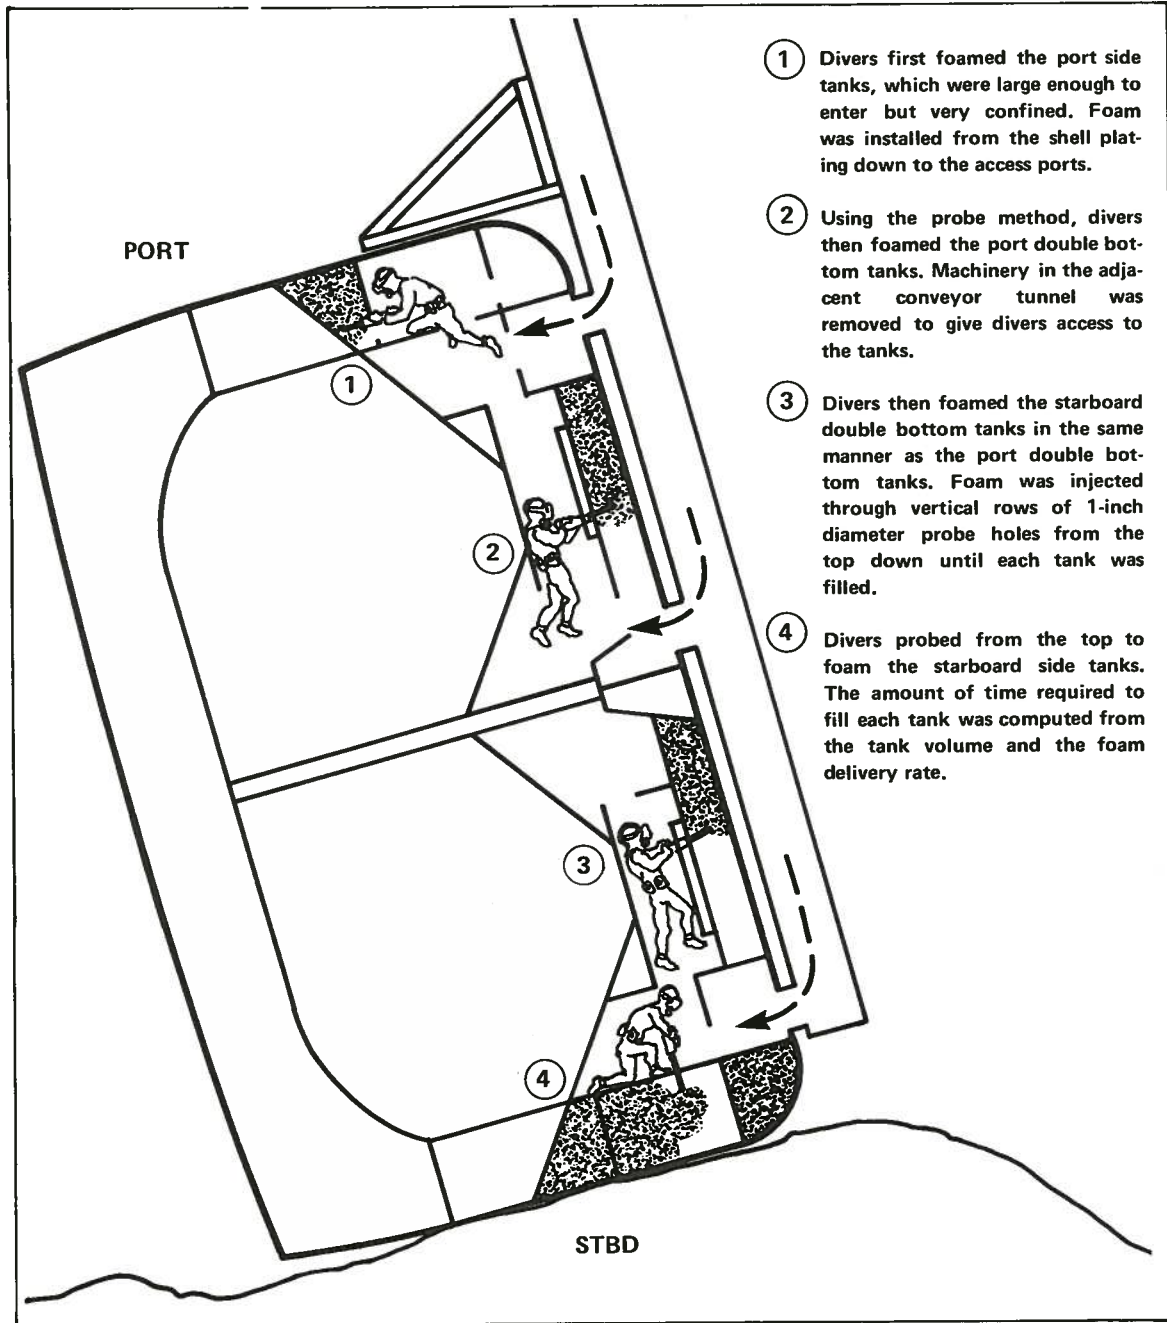 PORT
1
2
3
4
STBD
1 Divers first foamed the port side
tanks, which were large enough to
enter but very confined. Foam
was installed from the shell plat-
ing down to the access ports.
2 Using the probe method, divers
then foamed the port double bot-
tom tanks. Machinery in the adja-
cent conveyor tunnel was
removed to give divers access to
the tanks.
3 Divers then foamed the starboard
double bottom tanks in the same
manner as the port double bot-
tom tanks. Foam was injected
through vertical rows of 1-inch
diameter probe holes from the
top down until each tank was
filled.
4 Divers probed from the top to
foam the starboard side tanks.
The amount of time required to
fill each tank was computed from
the tank volume and the foam
delivery rate.